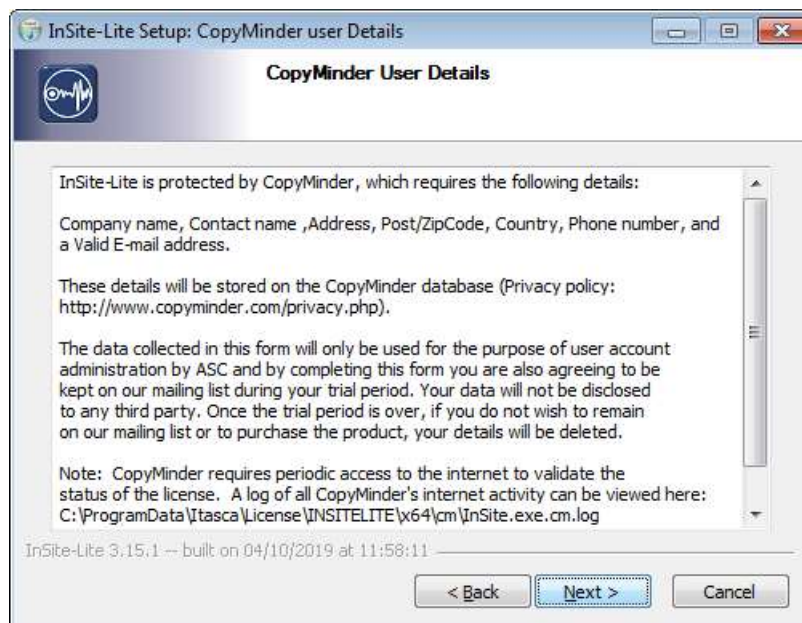 InSite-Lite Setup: CopyMinder user Details
CopyMinder User Details
InSite-Lite is protected by CopyMinder, which requires the following details:
Company name, Contact name ,Address, Post/ZipCode, Country, Phone number, and
a Valid E-mail address.
These details will be stored on the CopyMinder database (Privacy policy:
http://www.copyminder.com/privacy.php).
The data collected in this form will only be used for the purpose of user account
administration by ASC and by completing this form you are also agreeing to be
kept on our mailing list during your trial period. Your data will not be disclosed
to any third party. Once the trial period is over, if you do not wish to remain
on our mailing list or to purchase the product, your details will be deleted.
Note:  CopyMinder requires periodic access to the internet to validate the
status of the license.  A log of all CopyMinder's internet activity can be viewed here:
C:\ProgramData\Itasca\License\INSITELITE\x64\cm\InSite.exe.cm.log
InSite-Lite 3.15.1 -- built on 04/10/2019 at 11:58:11
< Back Next > Cancel